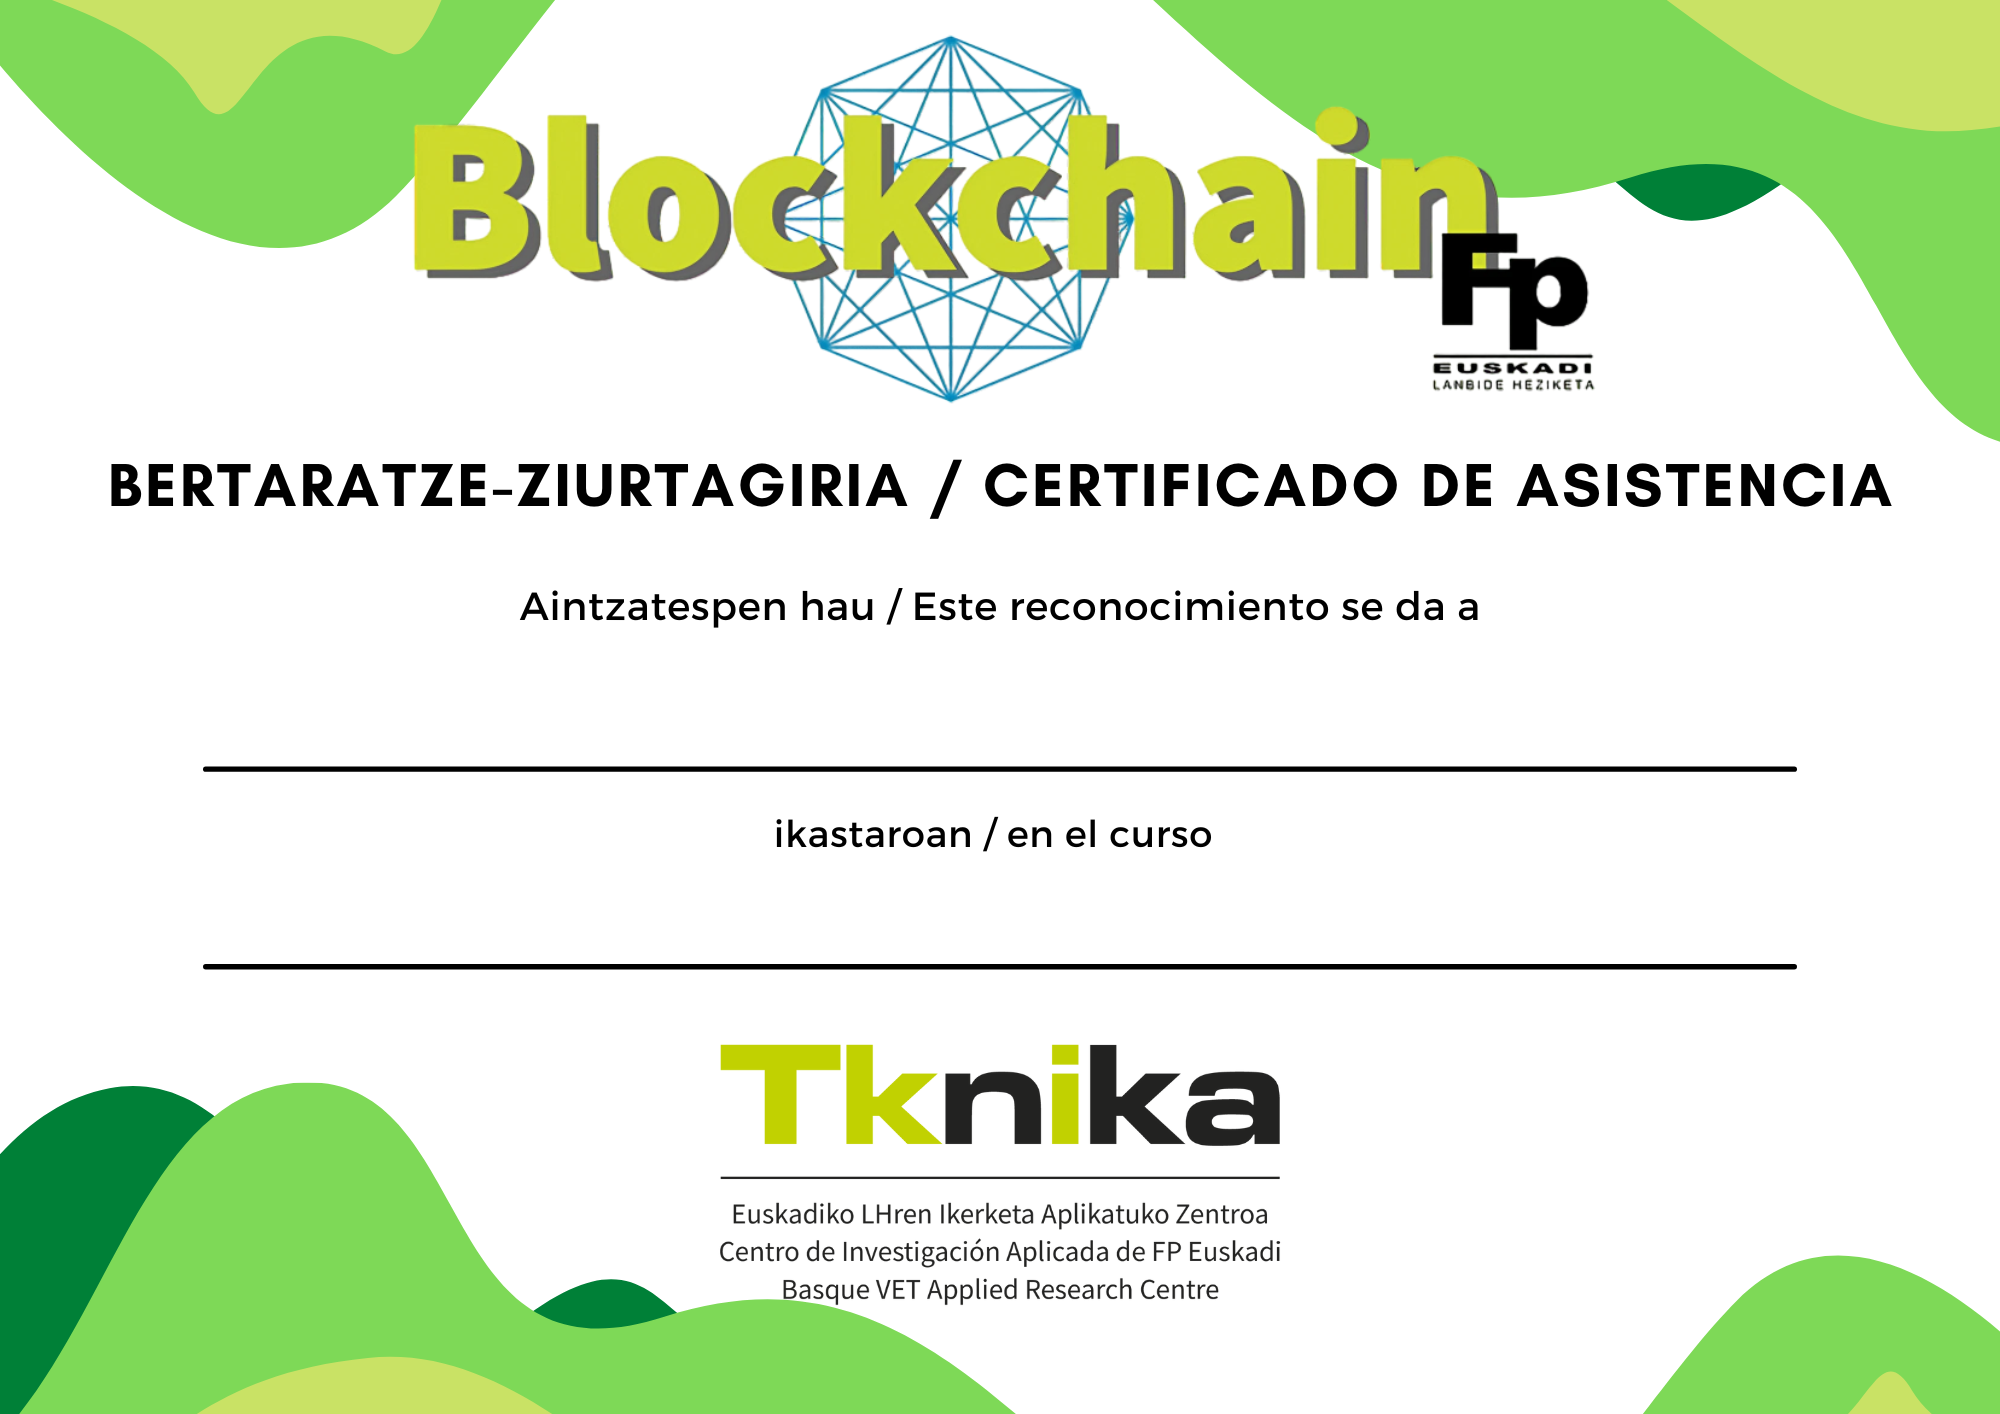 Blockchain
Fp
EUSKADI
LANBIDE HEZIKETA
BERTARATZE-ZIURTAGIRIA / CERTIFICADO DE ASISTENCIA
Aintzatespen hau / Este reconocimiento se da a
ikastaroan / en el curso
Tknika
Euskadiko LHren Ikerketa Aplikatuko Zentroa
Centro de Investigación Aplicada de FP Euskadi
Basque VET Applied Research Centre